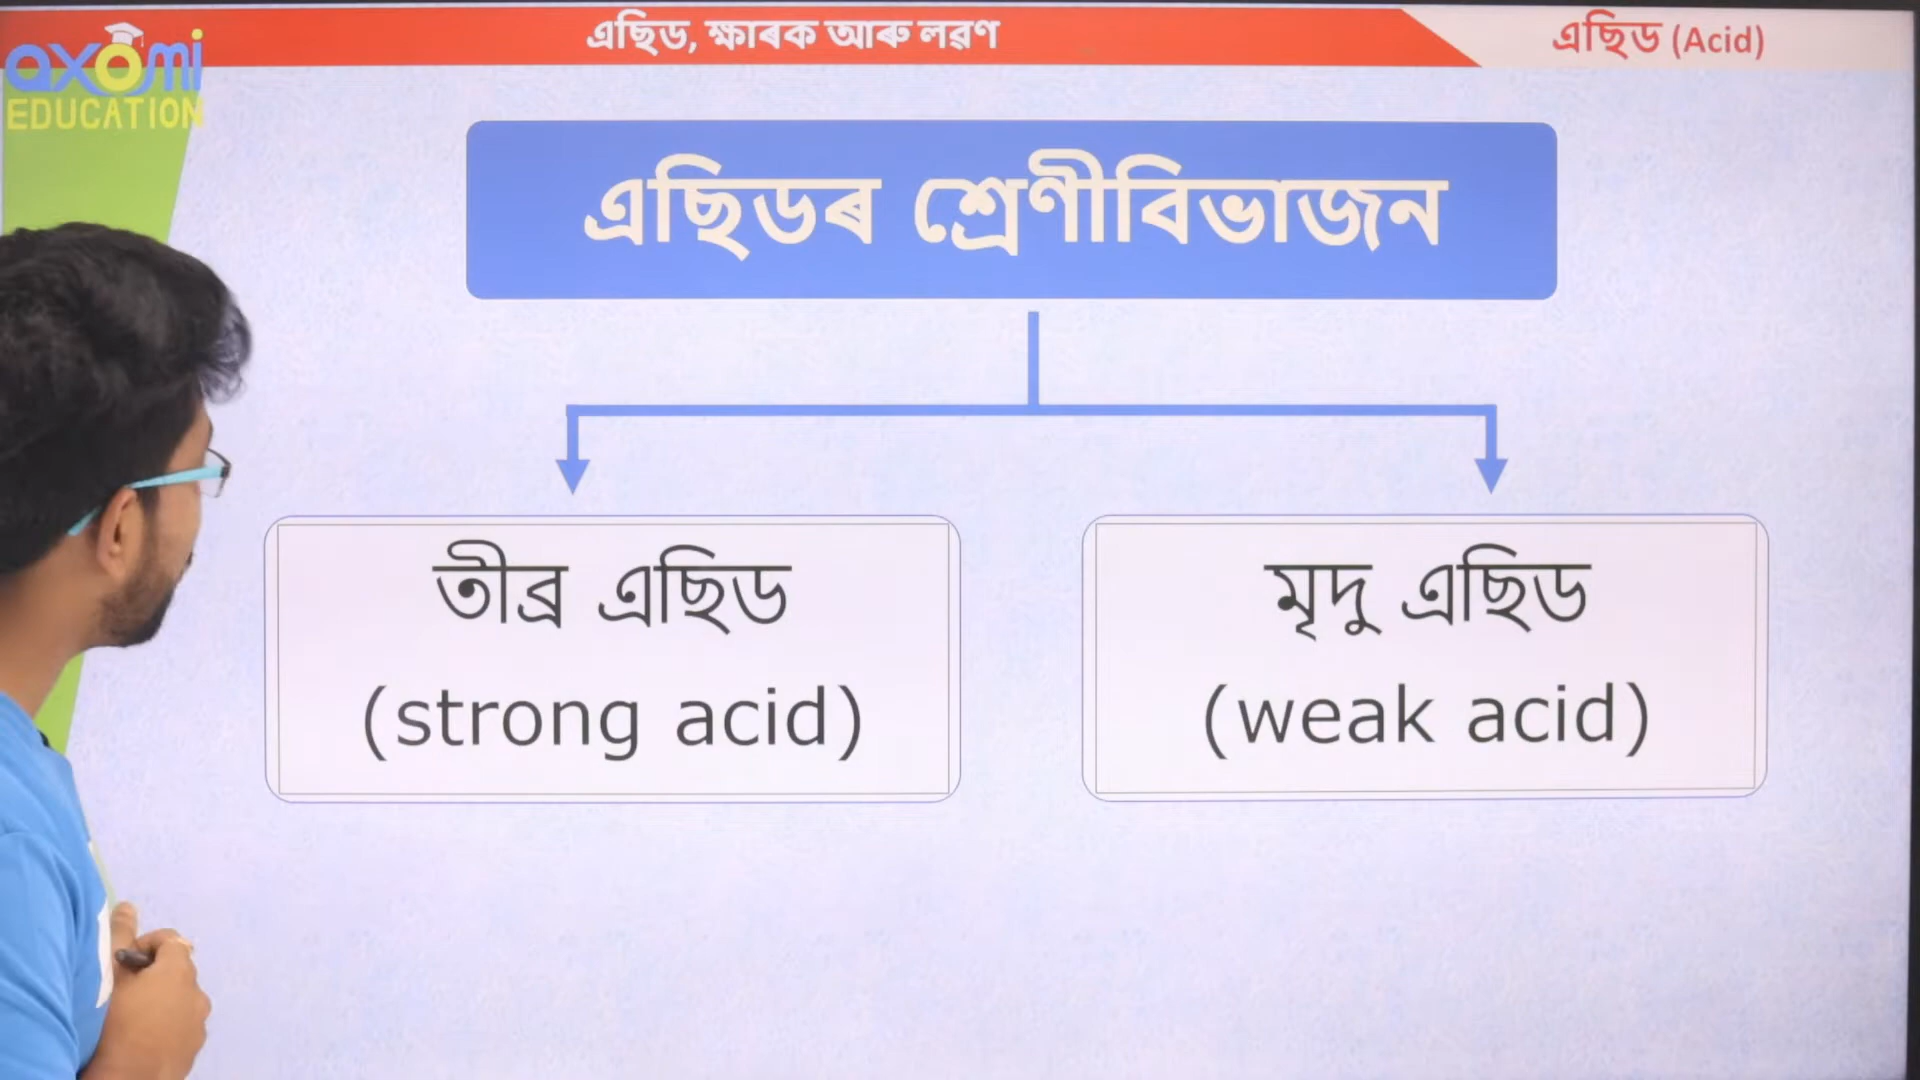 এছিড, ক্ষাৰক আৰু লৱণ
এছিড (Acid)
axomi
EDUCATION
এছিডৰ শ্ৰেণীবিভাজন
তীব্ৰ এছিড
(strong acid)
মৃদু এছিড
(weak acid)